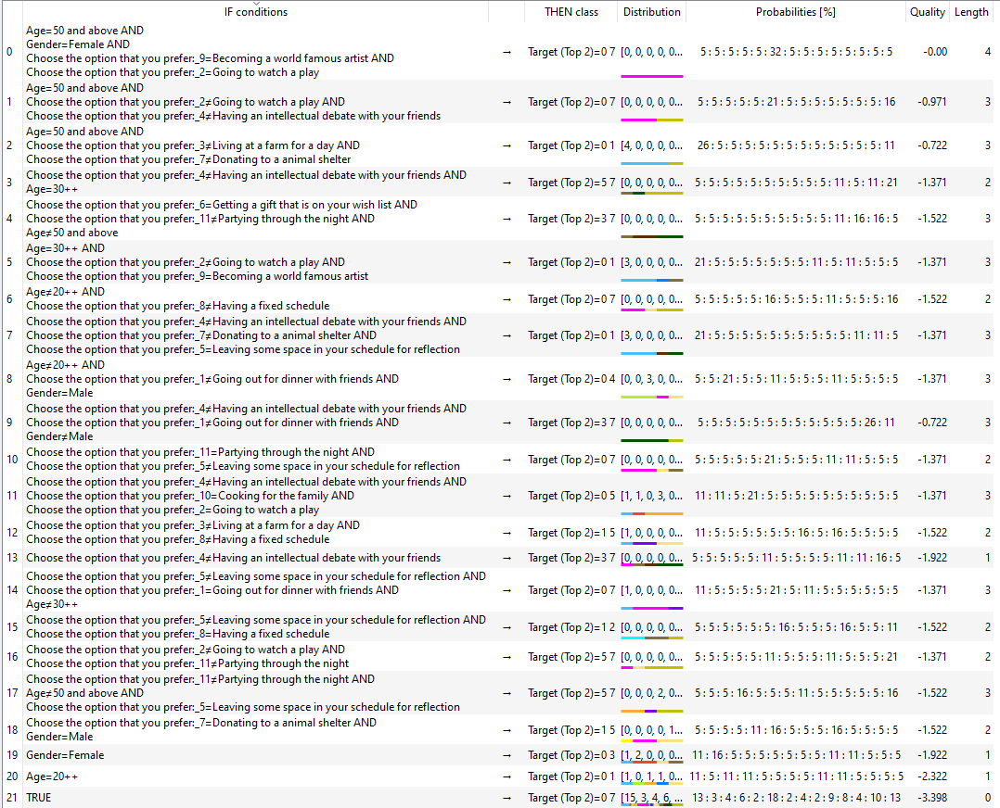 IF conditions THEN class Distribution Probabilities [%] Quality Length
Age=50 and above AND
Gender=Female AND
0 Choose the option that you prefer:_9=Becoming a world famous artist AND → Target (Top 2)=0 7 [0, 0, 0, 0, 0... 5 : 5 : 5 : 5 : 5 : 32 : 5 : 5 : 5 : 5 : 5 : 5 : 5 : 5 -0.00 4
Choose the option that you prefer:_2=Going to watch a play
Age=50 and above AND
1 Choose the option that you prefer:_2≠Going to watch a play AND → Target (Top 2)=0 7 [0, 0, 0, 0, 0... 5 : 5 : 5 : 5 : 5 : 21 : 5 : 5 : 5 : 5 : 5 : 5 : 5 : 16 -0.971 3
Choose the option that you prefer:_4≠Having an intellectual debate with your friends
Age=50 and above AND
2 Choose the option that you prefer:_3≠Living at a farm for a day AND → Target (Top 2)=0 1 [4, 0, 0, 0, 0... 26 : 5 : 5 : 5 : 5 : 5 : 5 : 5 : 5 : 5 : 5 : 5 : 5 : 11 -0.722 3
Choose the option that you prefer:_7≠Donating to a animal shelter
3 Choose the option that you prefer:_4≠Having an intellectual debate with your friends AND → Target (Top 2)=5 7 [0, 0, 0, 0, 0... 5 : 5 : 5 : 5 : 5 : 5 : 5 : 5 : 5 : 5 : 11 : 5 : 11 : 21 -1.371 2
Age=30++
Choose the option that you prefer:_6=Getting a gift that is on your wish list AND
4 Choose the option that you prefer:_11≠Partying through the night AND → Target (Top 2)=3 7 [0, 0, 0, 0, 0... 5 : 5 : 5 : 5 : 5 : 5 : 5 : 5 : 5 : 5 : 11 : 16 : 16 : 5 -1.522 3
Age≠50 and above
Age=30++ AND
5 Choose the option that you prefer:_2≠Going to watch a play AND → Target (Top 2)=0 1 [3, 0, 0, 0, 0... 21 : 5 : 5 : 5 : 5 : 5 : 5 : 5 : 11 : 5 : 11 : 5 : 5 : 5 -1.371 3
Choose the option that you prefer:_9=Becoming a world famous artist
6 Age≠20++ AND → Target (Top 2)=0 7 [0, 0, 0, 0, 0... 5 : 5 : 5 : 5 : 5 : 16 : 5 : 5 : 5 : 11 : 5 : 5 : 5 : 16 -1.522 2
Choose the option that you prefer:_8≠Having a fixed schedule
Choose the option that you prefer:_4≠Having an intellectual debate with your friends AND
7 Choose the option that you prefer:_7≠Donating to a animal shelter AND → Target (Top 2)=0 1 [3, 0, 0, 0, 0... 21 : 5 : 5 : 5 : 5 : 5 : 5 : 5 : 5 : 5 : 5 : 11 : 11 : 5 -1.371 3
Choose the option that you prefer:_5=Leaving some space in your schedule for reflection
Age≠20++ AND
8 Choose the option that you prefer:_1≠Going out for dinner with friends AND → Target (Top 2)=0 4 [0, 0, 3, 0, 0... 5 : 5 : 21 : 5 : 5 : 11 : 5 : 5 : 5 : 11 : 5 : 5 : 5 : 5 -1.371 3
Gender=Male
Choose the option that you prefer:_4≠Having an intellectual debate with your friends AND
9 Choose the option that you prefer:_1≠Going out for dinner with friends AND → Target (Top 2)=3 7 [0, 0, 0, 0, 0... 5 : 5 : 5 : 5 : 5 : 5 : 5 : 5 : 5 : 5 : 5 : 5 : 26 : 11 -0.722 3
Gender≠Male
10 Choose the option that you prefer:_11=Partying through the night AND → Target (Top 2)=0 7 [0, 0, 0, 0, 0... 5 : 5 : 5 : 5 : 5 : 21 : 5 : 5 : 5 : 11 : 11 : 5 : 5 : 5 -1.371 2
Choose the option that you prefer:_5≠Leaving some space in your schedule for reflection
Choose the option that you prefer:_4≠Having an intellectual debate with your friends AND
11 Choose the option that you prefer:_10=Cooking for the family AND → Target (Top 2)=0 5 [1, 1, 0, 3, 0... 11 : 11 : 5 : 21 : 5 : 5 : 5 : 5 : 5 : 5 : 5 : 5 : 5 : 5 -1.371 3
Choose the option that you prefer:_2=Going to watch a play
12 Choose the option that you prefer:_3≠Living at a farm for a day AND → Target (Top 2)=1 5 [1, 0, 0, 0, 0... 11 : 5 : 5 : 5 : 5 : 5 : 5 : 16 : 5 : 16 : 5 : 5 : 5 : 5 -1.522 2
Choose the option that you prefer:_8≠Having a fixed schedule
13 Choose the option that you prefer:_4≠Having an intellectual debate with your friends → Target (Top 2)=3 7 [0, 0, 0, 0, 0... 5 : 5 : 5 : 5 : 5 : 11 : 5 : 5 : 5 : 5 : 11 : 11 : 16 : 5 -1.922 1
Choose the option that you prefer:_5≠Leaving some space in your schedule for reflection AND
14 Choose the option that you prefer:_1=Going out for dinner with friends AND → Target (Top 2)=0 7 [1, 0, 0, 0, 0... 11 : 5 : 5 : 5 : 5 : 21 : 5 : 11 : 5 : 5 : 5 : 5 : 5 : 5 -1.371 3
Age≠30++
15 Choose the option that you prefer:_5≠Leaving some space in your schedule for reflection AND → Target (Top 2)=1 2 [0, 0, 0, 0, 0... 5 : 5 : 5 : 5 : 5 : 5 : 16 : 5 : 5 : 5 : 16 : 5 : 5 : 11 -1.522 2
Choose the option that you prefer:_8=Having a fixed schedule
16 Choose the option that you prefer:_2≠Going to watch a play AND → Target (Top 2)=5 7 [0, 0, 0, 0, 0... 5 : 5 : 5 : 5 : 5 : 11 : 5 : 5 : 5 : 11 : 5 : 5 : 5 : 21 -1.371 2
Choose the option that you prefer:_11≠Partying through the night
Choose the option that you prefer:_11≠Partying through the night AND
17 Age≠50 and above AND → Target (Top 2)=5 7 [0, 0, 0, 2, 0... 5 : 5 : 5 : 16 : 5 : 5 : 5 : 11 : 5 : 5 : 5 : 5 : 5 : 16 -1.522 3
Choose the option that you prefer:_5=Leaving some space in your schedule for reflection
18 Choose the option that you prefer:_7=Donating to a animal shelter AND → Target (Top 2)=1 5 [0, 0, 0, 0, 1... 5 : 5 : 5 : 5 : 11 : 16 : 5 : 5 : 5 : 16 : 5 : 5 : 5 : 5 -1.522 2
Gender=Male
19 Gender=Female → Target (Top 2)=0 3 [1, 2, 0, 0, 0... 11 : 16 : 5 : 5 : 5 : 5 : 5 : 5 : 5 : 11 : 11 : 5 : 5 : 5 -1.922 1
20 Age=20++ → Target (Top 2)=0 1 [1, 0, 1, 1, 0... 11 : 5 : 11 : 11 : 5 : 5 : 5 : 5 : 11 : 11 : 5 : 5 : 5 : 5 -2.322 1
21 TRUE → Target (Top 2)=0 7 [15, 3, 4, 6, ... 13 : 3 : 4 : 6 : 2 : 18 : 2 : 4 : 2 : 9 : 8 : 4 : 10 : 13 -3.398 0